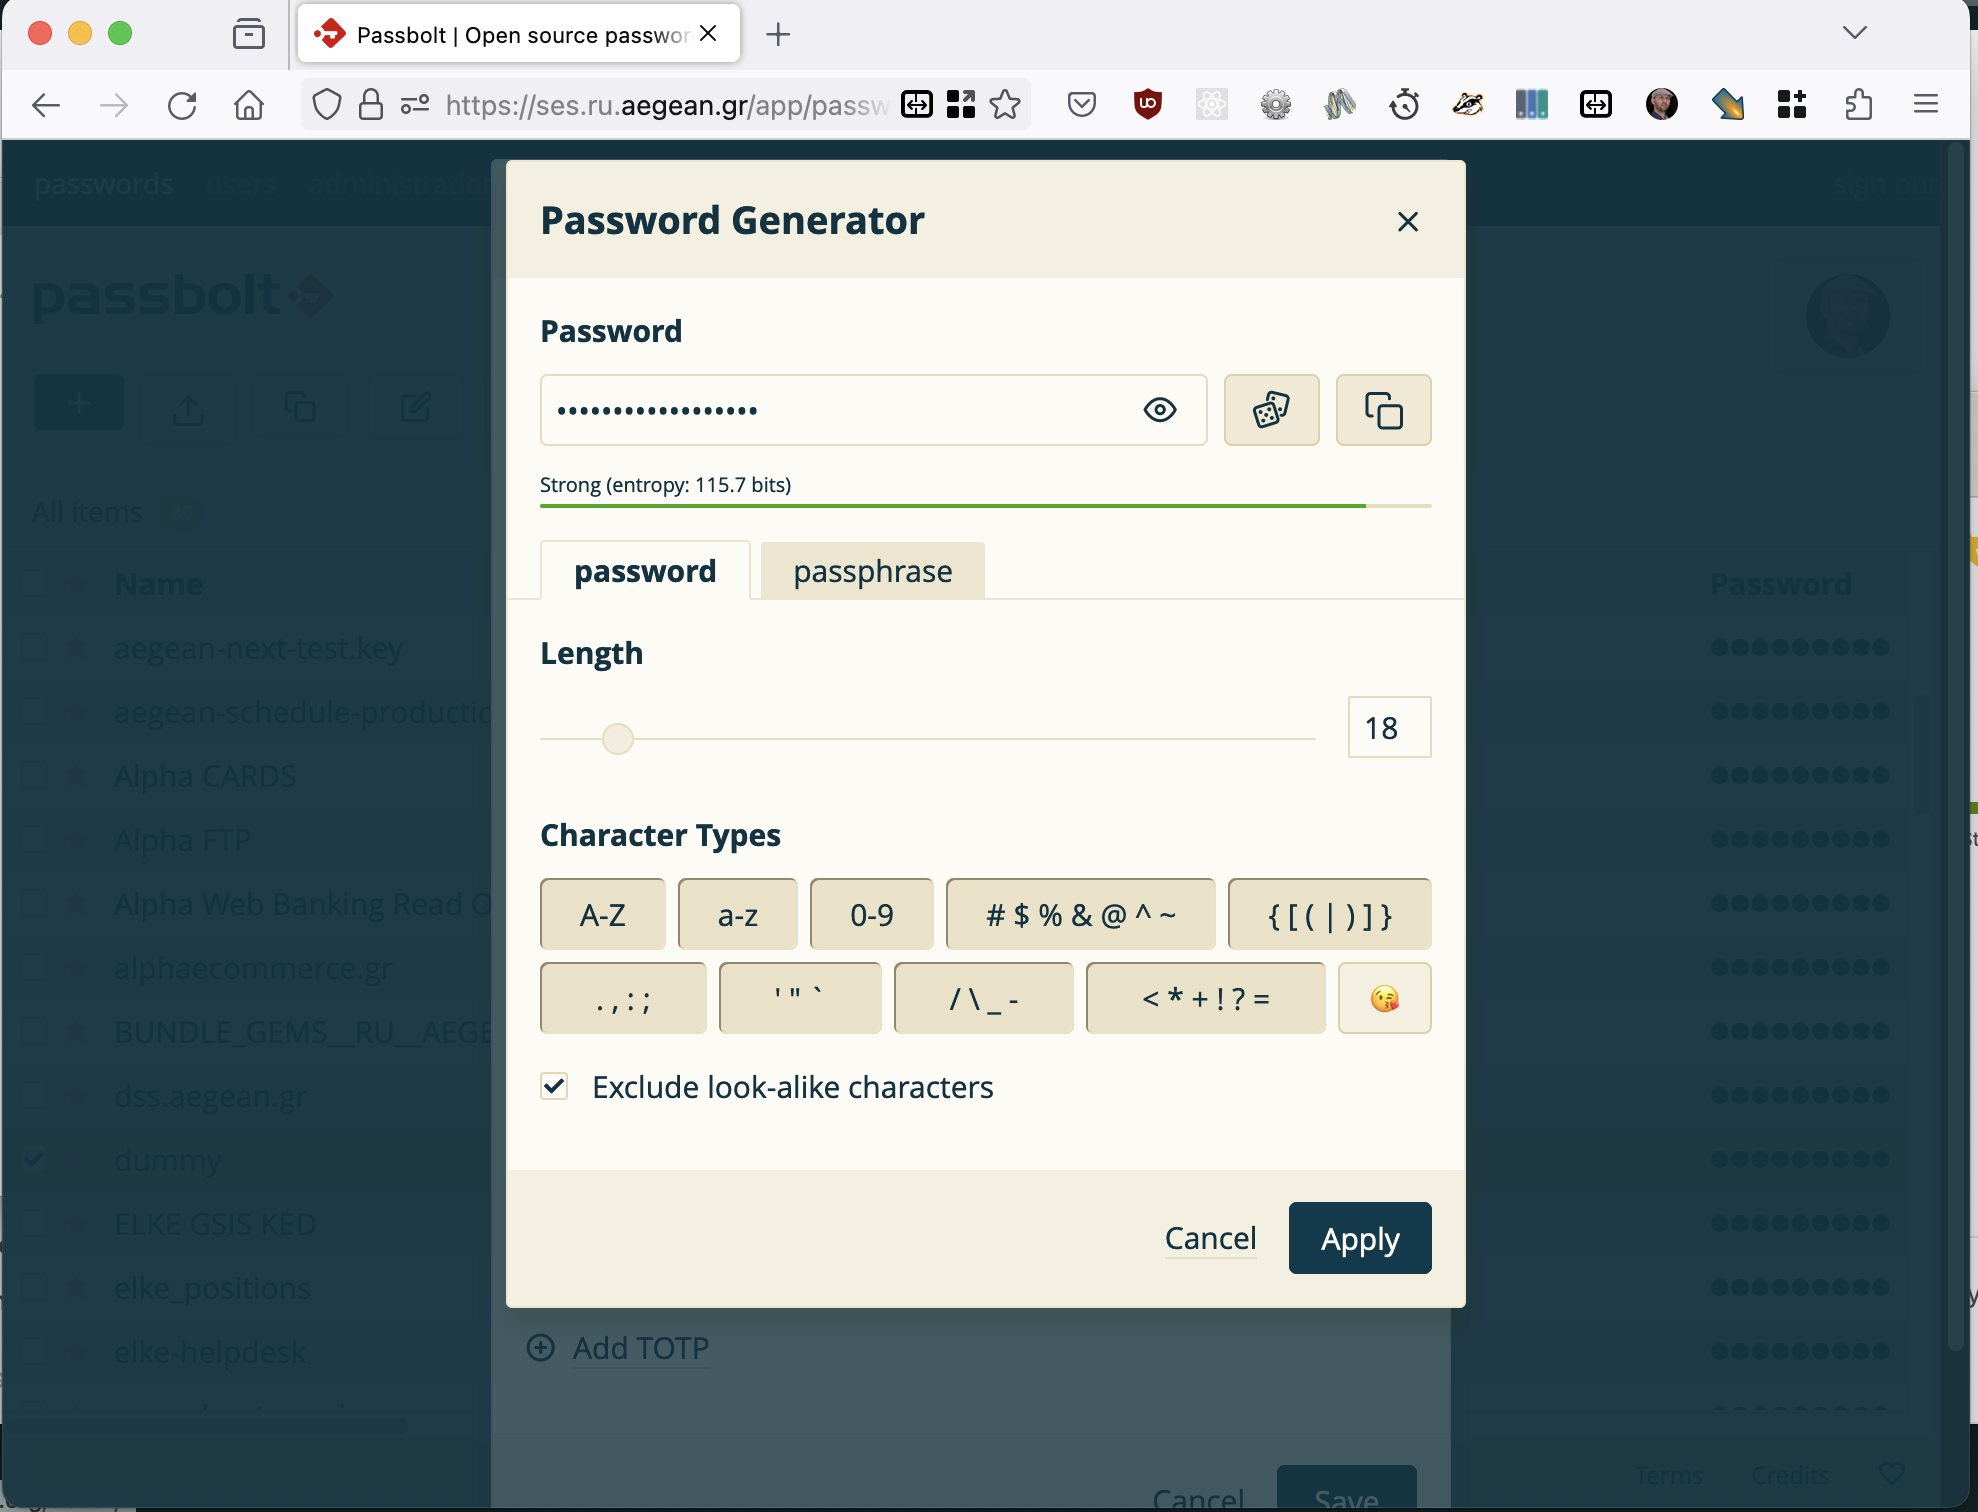 Passbolt | Open source passwor
https://ses.ru.aegean.gr/app/passw
passwords users administration sign out
Password Generator
passbolt
Password
••••••••••••••••••
Strong (entropy: 115.7 bits)
All items
password passphrase
Name Password
Length
aegean-next-test.key
aegean-schedule-productio
18
Alpha CARDS
Character Types
Alpha FTP
A-Z a-z 0-9 # $ % & @ ^ ~ { [ ( | ) ] }
Alpha Web Banking Read O
. , : ; ' " ` / \ _ - < * + ! ? = 😘
alphaecommerce.gr
BUNDLE_GEMS__RU__AEGE
Exclude look-alike characters
dss.aegean.gr
dummy
ELKE GSIS KED
Cancel Apply
elke_positions
elke-helpdesk
Add TOTP
Cancel Save
Terms Credits